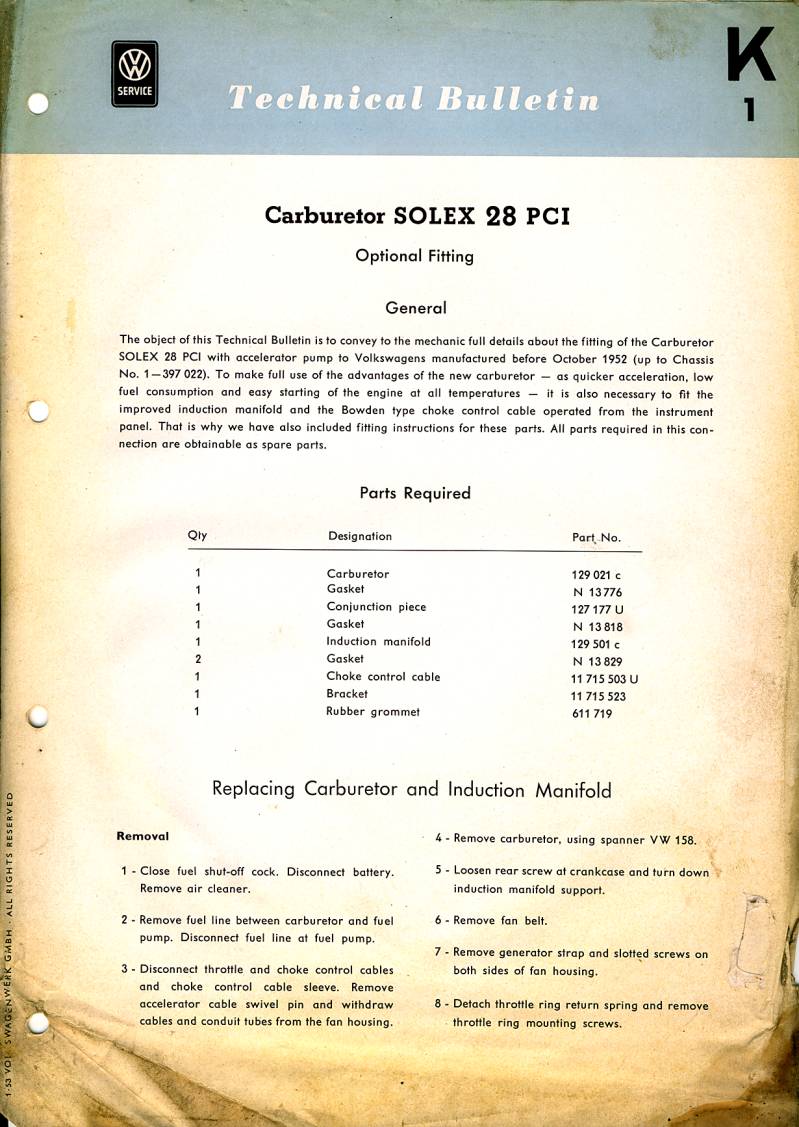 K
SERVICE
Technical Bulletin
1
Carburetor SOLEX 28 PCI
Optional Fitting
General
The object of this Technical Bulletin is to convey to the mechanic full details about the fitting of the Carburetor
SOLEX 28 PCI with accelerator pump to Volkswagens manufactured before October 1952 (up to Chassis
No. 1—397 022). To make full use of the advantages of the new carburetor — as quicker acceleration, low
fuel consumption and easy starting of the engine at all temperatures — it is also necessary to fit the
improved induction manifold and the Bowden type choke control cable operated from the instrument
panel. That is why we have also included fitting instructions for these parts. All parts required in this con-
nection are obtainable as spare parts.
Parts Required
Qly Designation Part No.
1 Carburetor 129 021 c
1 Gasket N 13 776
1 Conjunction piece 127 177 U
1 Gasket N 13 818
1 Induction manifold 129 501 c
2 Gasket N 13 829
1 Choke control cable 11 715 503 U
1 Bracket 11 715 523
1 Rubber grommet 611 719
Replacing Carburetor and Induction Manifold
Removal
1 - Close fuel shut-off cock. Disconnect battery.
Remove air cleaner.
2 - Remove fuel line between carburetor and fuel
pump. Disconnect fuel line at fuel pump.
3 - Disconnect throttle and choke control cables
and choke control cable sleeve. Remove
accelerator cable swivel pin and withdraw
cables and conduit tubes from the fan housing.
4 - Remove carburetor, using spanner VW 158.
5 - Loosen rear screw at crankcase and turn down
induction manifold support.
6 - Remove fan belt.
7 - Remove generator strap and slotted screws on
both sides of fan housing.
8 - Detach throttle ring return spring and remove
throttle ring mounting screws.
1-53 VO SWAGENWERK GMBH · ALL RIGHTS RESERVED